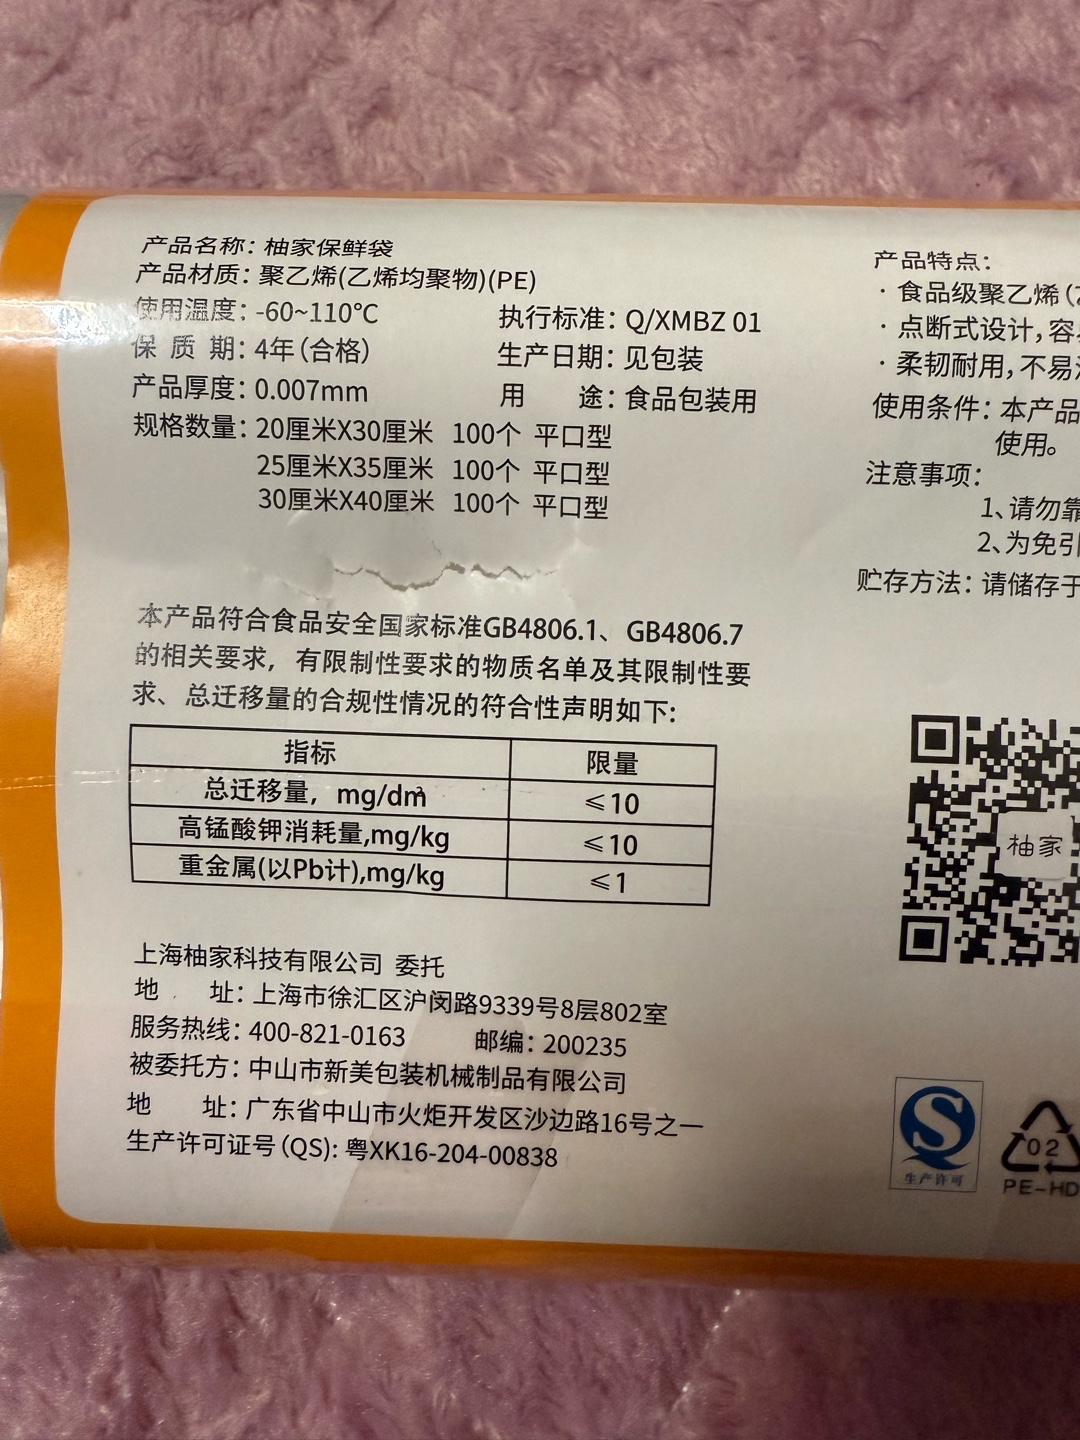 产品名称：柚家保鲜袋
产品材质：聚乙烯(乙烯均聚物)(PE)
使用温度：-60~110°C
执行标准：Q/XMBZ 01
保 质 期：4年（合格）
生产日期：见包装
产品厚度：0.007mm
用 途：食品包装用
规格数量：20厘米X30厘米 100个 平口型
25厘米X35厘米 100个 平口型
30厘米X40厘米 100个 平口型
本产品符合食品安全国家标准GB4806.1、GB4806.7
的相关要求，有限制性要求的物质名单及其限制性要
求、总迁移量的合规性情况的符合性声明如下：
指标 限量
总迁移量，mg/dm² ≤10
高锰酸钾消耗量,mg/kg ≤10
重金属(以Pb计),mg/kg ≤1
上海柚家科技有限公司 委托
地 址：上海市徐汇区沪闵路9339号8层802室
服务热线：400-821-0163 邮编：200235
被委托方：中山市新美包装机械制品有限公司
地 址：广东省中山市火炬开发区沙边路16号之一
生产许可证号（QS）：粤XK16-204-00838
产品特点：
· 食品级聚乙烯（
· 点断式设计，容
· 柔韧耐用，不易
使用条件：本产品
使用。
注意事项：
1、请勿靠
2、为免引
贮存方法：请储存于
柚家
生产许可
02
PE-HD